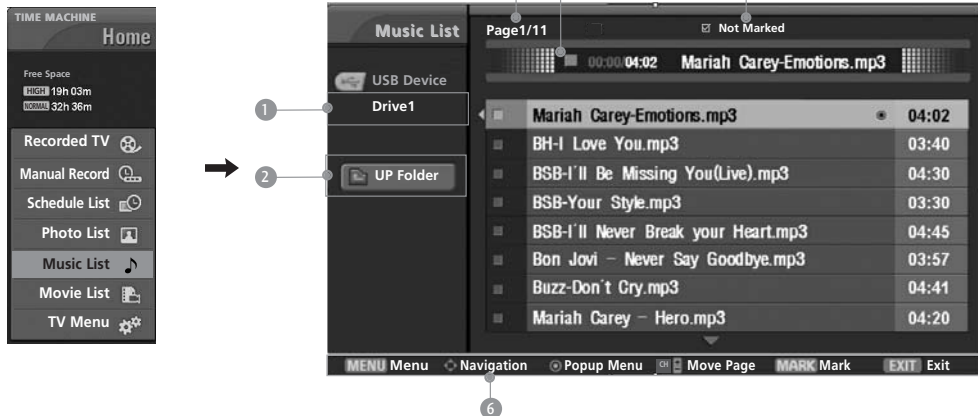 TIME MACHINE
Home
Free Space
HIGH 19h 03m
NORMAL 32h 36m
Recorded TV
Manual Record
Schedule List
Photo List
Music List
Movie List
TV Menu
1
2
Music List
USB Device
Drive1
UP Folder
Page1/11
Not Marked
00:00/04:02 Mariah Carey-Emotions.mp3
Mariah Carey-Emotions.mp3 04:02
BH-I Love You.mp3 03:40
BSB-I'll Be Missing You(Live).mp3 04:30
BSB-Your Style.mp3 03:30
BSB-I'll Never Break your Heart.mp3 04:45
Bon Jovi - Never Say Goodbye.mp3 03:57
Buzz-Don't Cry.mp3 04:41
Mariah Carey - Hero.mp3 04:20
MENU Menu Navigation Popup Menu CH Move Page MARK Mark EXIT Exit
6